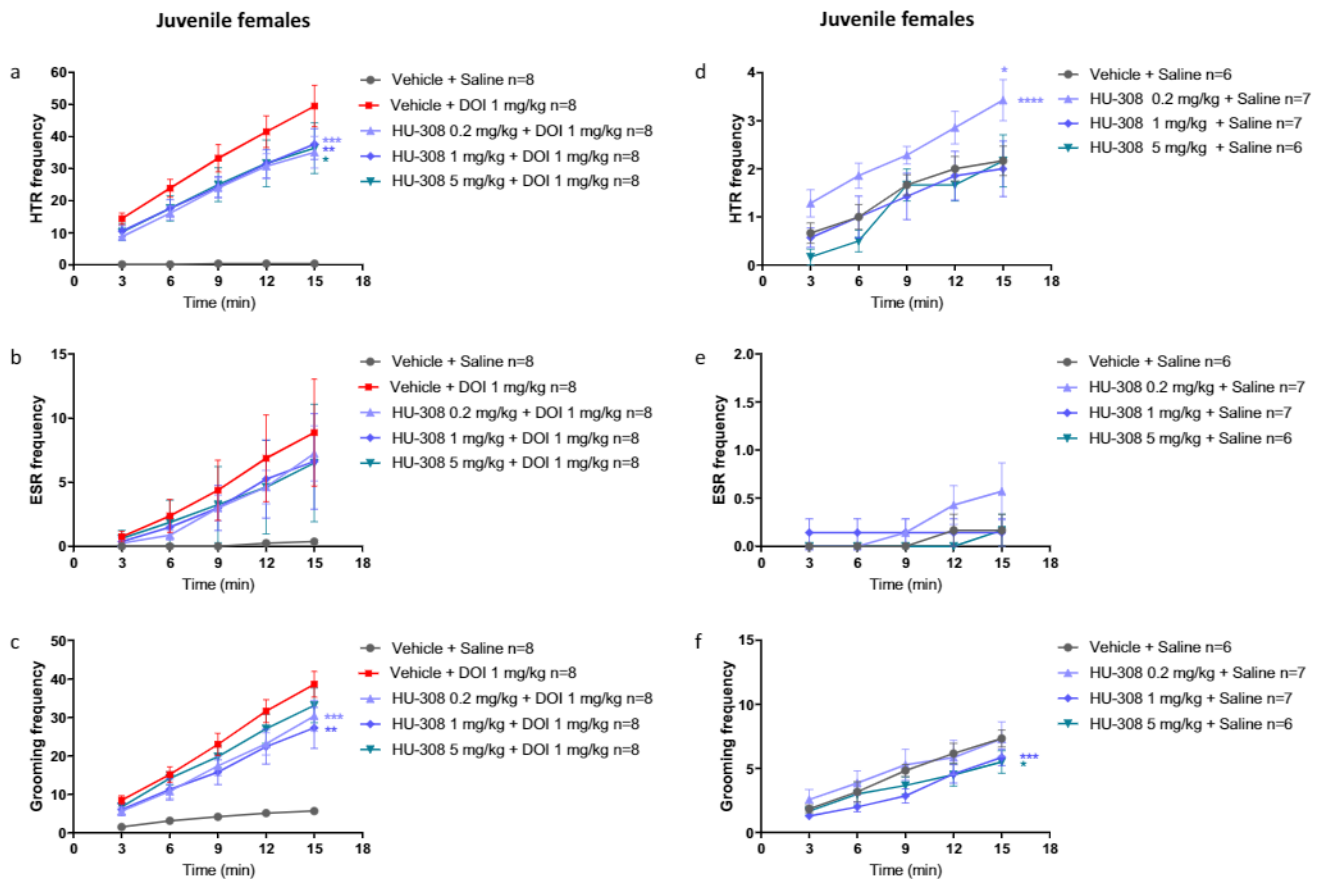 Juvenile females
a
HTR frequency
60
50
40
30
20
10
0
0 3 6 9 12 15 18
Time (min)
Vehicle + Saline n=8
Vehicle + DOI 1 mg/kg n=8
HU-308 0.2 mg/kg + DOI 1 mg/kg n=8
HU-308 1 mg/kg + DOI 1 mg/kg n=8
HU-308 5 mg/kg + DOI 1 mg/kg n=8
***
**
*
b
ESR frequency
15
10
5
0
0 3 6 9 12 15 18
Time (min)
Vehicle + Saline n=8
Vehicle + DOI 1 mg/kg n=8
HU-308 0.2 mg/kg + DOI 1 mg/kg n=8
HU-308 1 mg/kg + DOI 1 mg/kg n=8
HU-308 5 mg/kg + DOI 1 mg/kg n=8
c
Grooming frequency
50
40
30
20
10
0
0 3 6 9 12 15 18
Time (min)
Vehicle + Saline n=8
Vehicle + DOI 1 mg/kg n=8
HU-308 0.2 mg/kg + DOI 1 mg/kg n=8
HU-308 1 mg/kg + DOI 1 mg/kg n=8
HU-308 5 mg/kg + DOI 1 mg/kg n=8
***
**
Juvenile females
d
HTR frequency
4
3
2
1
0
0 3 6 9 12 15 18
Time (min)
*
****
Vehicle + Saline n=6
HU-308 0.2 mg/kg + Saline n=7
HU-308 1 mg/kg + Saline n=7
HU-308 5 mg/kg + Saline n=6
e
ESR frequency
2.0
1.5
1.0
0.5
0.0
0 3 6 9 12 15 18
Time (min)
Vehicle + Saline n=6
HU-308 0.2 mg/kg + Saline n=7
HU-308 1 mg/kg + Saline n=7
HU-308 5 mg/kg + Saline n=6
f
Grooming frequency
15
10
5
0
0 3 6 9 12 15 18
Time (min)
Vehicle + Saline n=6
HU-308 0.2 mg/kg + Saline n=7
HU-308 1 mg/kg + Saline n=7
HU-308 5 mg/kg + Saline n=6
***
*